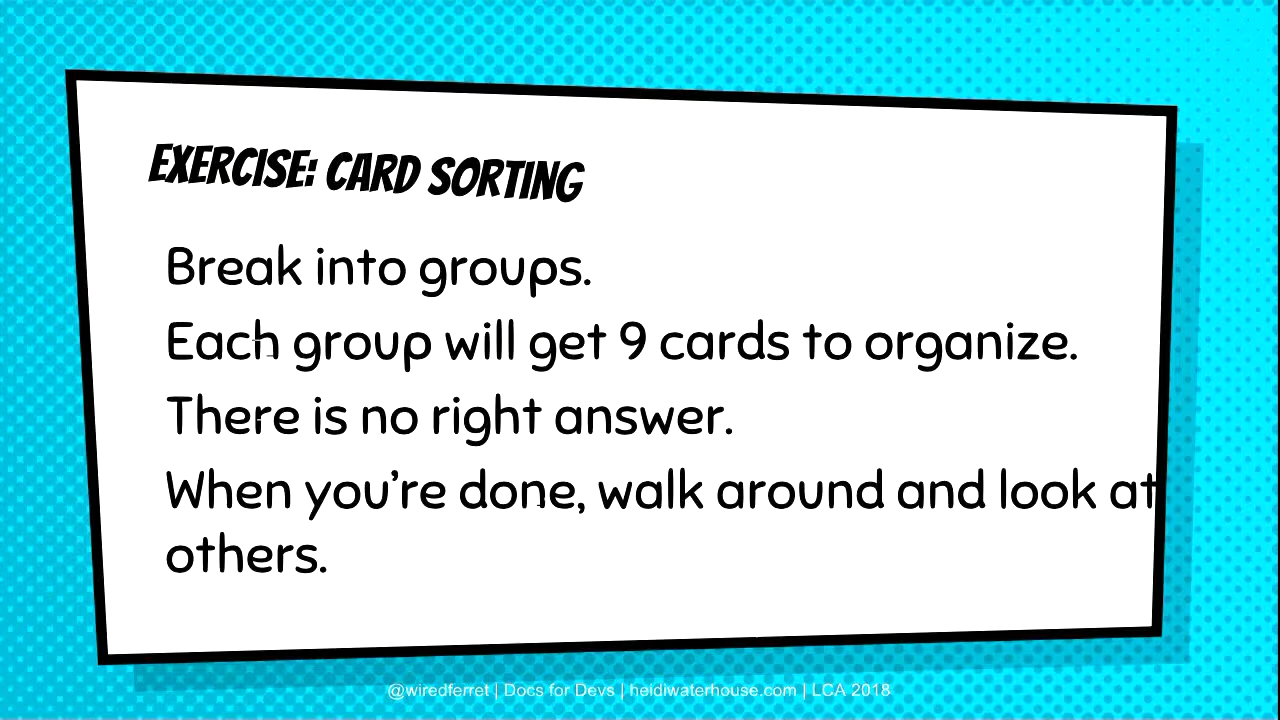 EXERCISE: CARD SORTING
Break into groups.
Each group will get 9 cards to organize.
There is no right answer.
When you're done, walk around and look at
others.
@wiredferret | Docs for Devs | heidiwaterhouse.com | LCA 2018